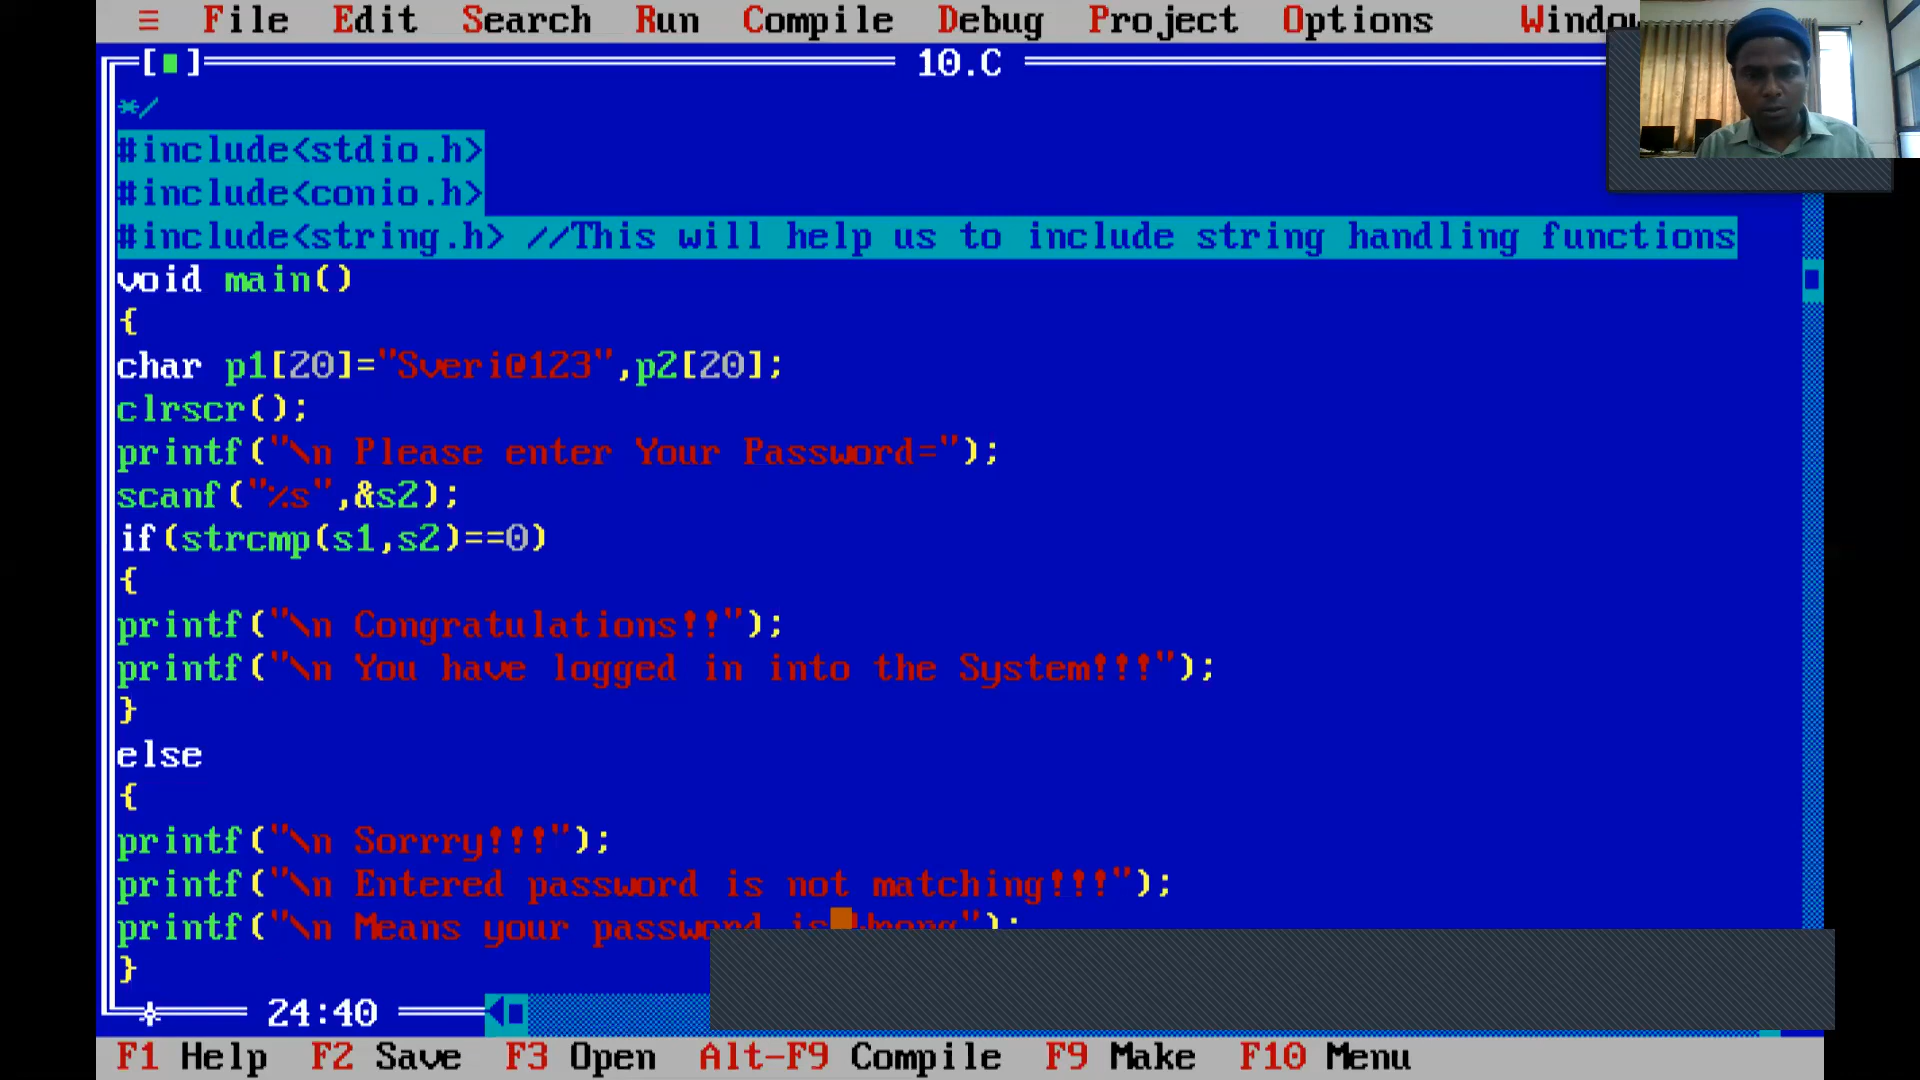 ≡ File Edit Search Run Compile Debug Project Options Windo
[■] 10.C
*/
#include<stdio.h>
#include<conio.h>
#include<string.h> //This will help us to include string handling functions
void main()
{
char p1[20]="Sveri@123",p2[20];
clrscr();
printf("\n Please enter Your Password=");
scanf("%s",&s2);
if(strcmp(s1,s2)==0)
{
printf("\n Congratulations!!");
printf("\n You have logged in into the System!!!");
}
else
{
printf("\n Sorrry!!!");
printf("\n Entered password is not matching!!!");
printf("\n Means your password is Wrong");
}
24:40
F1 Help F2 Save F3 Open Alt-F9 Compile F9 Make F10 Menu